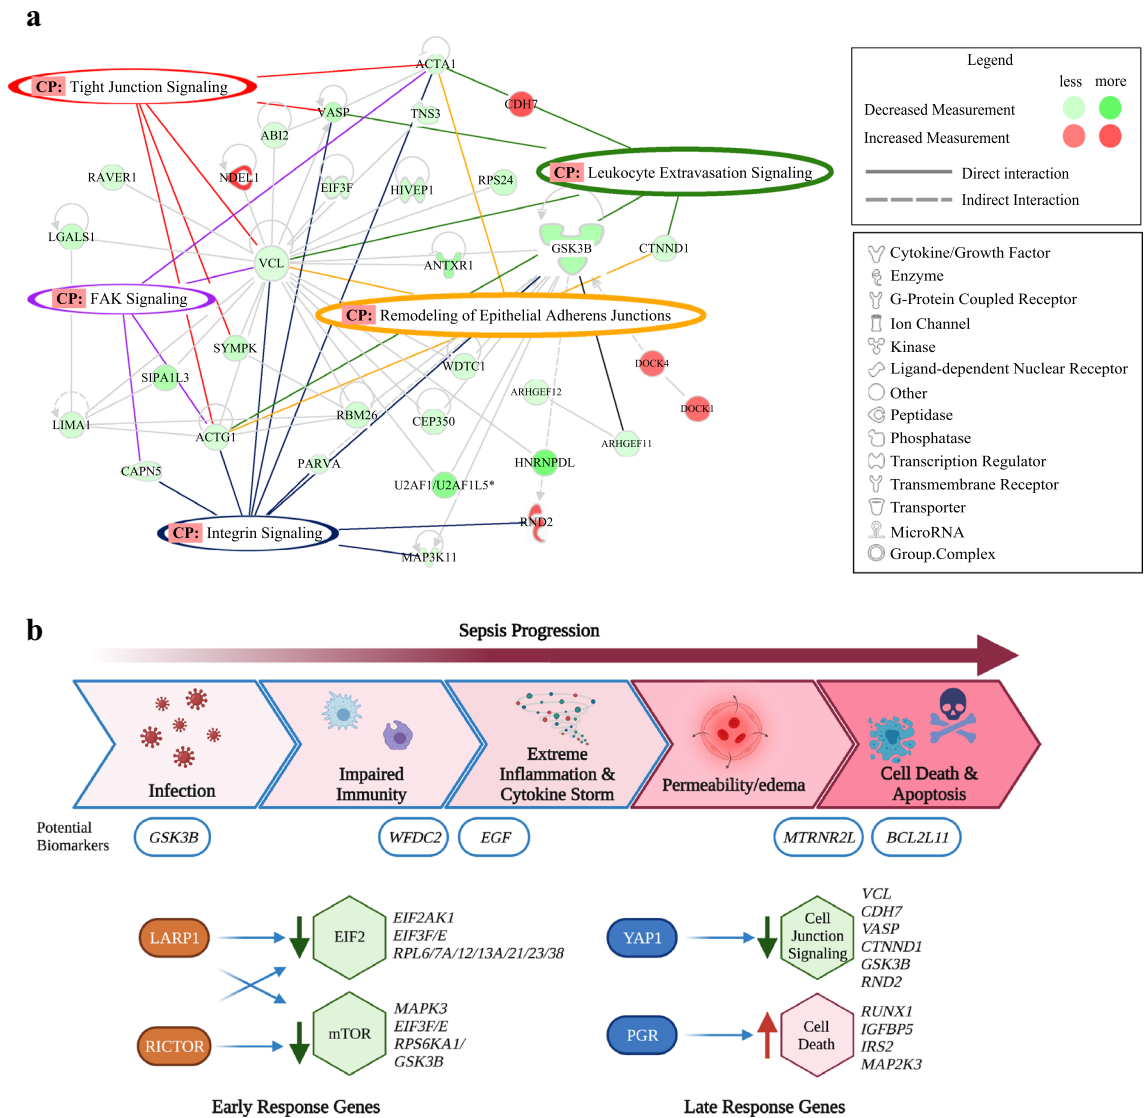 a
ACTA1
CP: Tight Junction Signaling
CDH7
VASP
TNS3
ABI2
CP: Leukocyte Extravasation Signaling
RAVER1
NDEL1
EIF3F
HIVEP1
RPS24
LGALS1
GSK3B
CTNND1
VCL
ANTXR1
CP: FAK Signaling
CP: Remodeling of Epithelial Adherens Junctions
SYMPK
WDTC1
DOCK4
SIPA1L3
ARHGEF12
DOCK1
LIMA1
RBM26
CEP350
ACTG1
ARHGEF11
CAPN5
PARVA
HNRNPDL
U2AF1/U2AF1L5*
RND2
CP: Integrin Signaling
MAP3K11
Legend
less more
Decreased Measurement
Increased Measurement
Direct interaction
Indirect Interaction
Cytokine/Growth Factor
Enzyme
G-Protein Coupled Receptor
Ion Channel
Kinase
Ligand-dependent Nuclear Receptor
Other
Peptidase
Phosphatase
Transcription Regulator
Transmembrane Receptor
Transporter
MicroRNA
Group.Complex
b
Sepsis Progression
Infection
Impaired
Immunity
Extreme
Inflammation &
Cytokine Storm
Permeability/edema
Cell Death &
Apoptosis
Potential
Biomarkers
GSK3B
WFDC2
EGF
MTRNR2L
BCL2L11
LARP1
EIF2
EIF2AK1
EIF3F/E
RPL6/7A/12/13A/21/23/38
RICTOR
mTOR
MAPK3
EIF3F/E
RPS6KA1/
GSK3B
Early Response Genes
YAP1
Cell
Junction
Signaling
VCL
CDH7
VASP
CTNND1
GSK3B
RND2
PGR
Cell
Death
RUNX1
IGFBP5
IRS2
MAP2K3
Late Response Genes